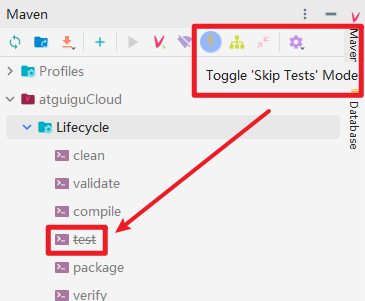 Maven
Toggle 'Skip Tests' Mode
Profiles
atguiguCloud
Lifecycle
clean
validate
compile
test
package
verify
Maven
Database